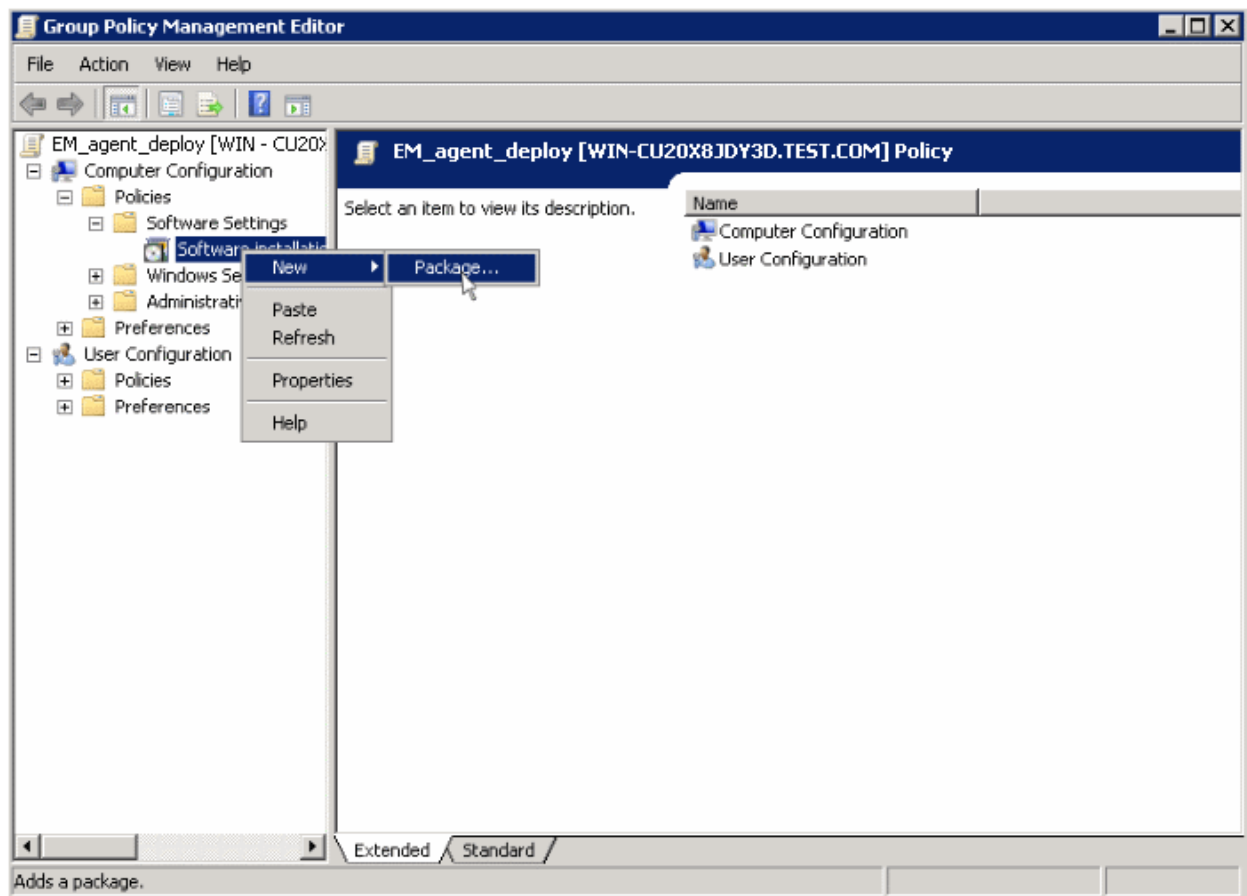 Group Policy Management Editor
File Action View Help
EM_agent_deploy [WIN - CU20X
Computer Configuration
Policies
Software Settings
Software installatio
Windows Se
Administrati
Preferences
User Configuration
Policies
Preferences
New
Package...
Paste
Refresh
Properties
Help
EM_agent_deploy [WIN-CU20X8JDY3D.TEST.COM] Policy
Select an item to view its description.
Name
Computer Configuration
User Configuration
Extended Standard
Adds a package.